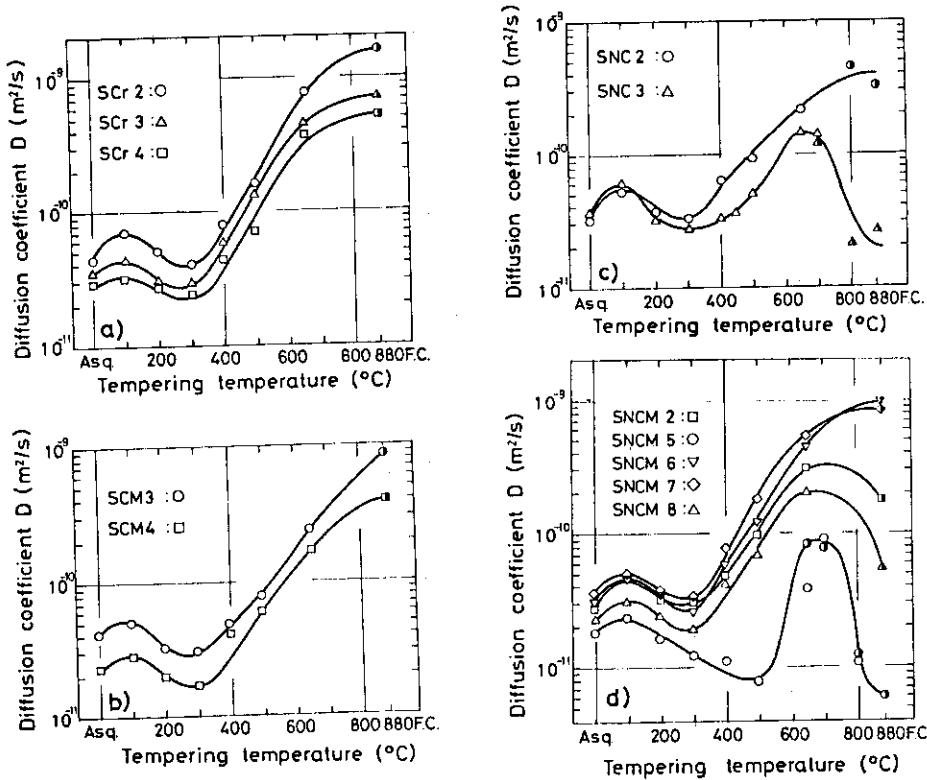 Diffusion coefficient D (m²/s)
10⁻⁹
10⁻¹⁰
10⁻¹¹
SCr 2 :○
SCr 3 :△
SCr 4 :□
a)
Asq. 200 400 600 800 880F.C.
Tempering temperature (°C)
Diffusion coefficient D (m²/s)
10⁻⁹
10⁻¹⁰
10⁻¹¹
SCM3 :○
SCM4 :□
b)
Asq. 200 400 600 800 880F.C.
Tempering temperature (°C)
Diffusion coefficient D (m²/s)
10⁻⁹
10⁻¹⁰
10⁻¹¹
SNC 2 :○
SNC 3 :△
c)
Asq. 200 400 600 800 880F.C.
Tempering temperature (°C)
Diffusion coefficient D (m²/s)
10⁻⁹
10⁻¹⁰
10⁻¹¹
SNCM 2 :□
SNCM 5 :○
SNCM 6 :▽
SNCM 7 :◇
SNCM 8 :△
d)
Asq. 200 400 600 800 880F.C.
Tempering temperature (°C)